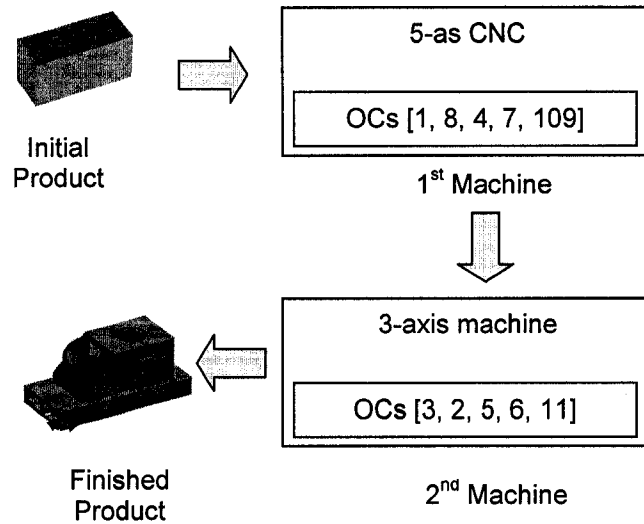 5-as CNC
OCs [1, 8, 4, 7, 109]
Initial
Product
1st Machine
3-axis machine
OCs [3, 2, 5, 6, 11]
Finished
Product
2nd Machine